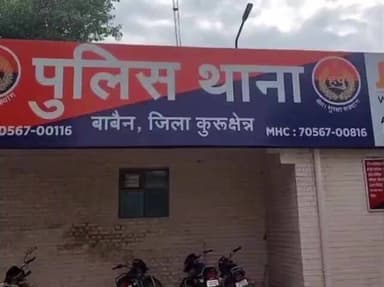 पुलिस थाना
बाबैन, जिला कुरूक्षेत्र
70567-00116
MHC : 70567-00816